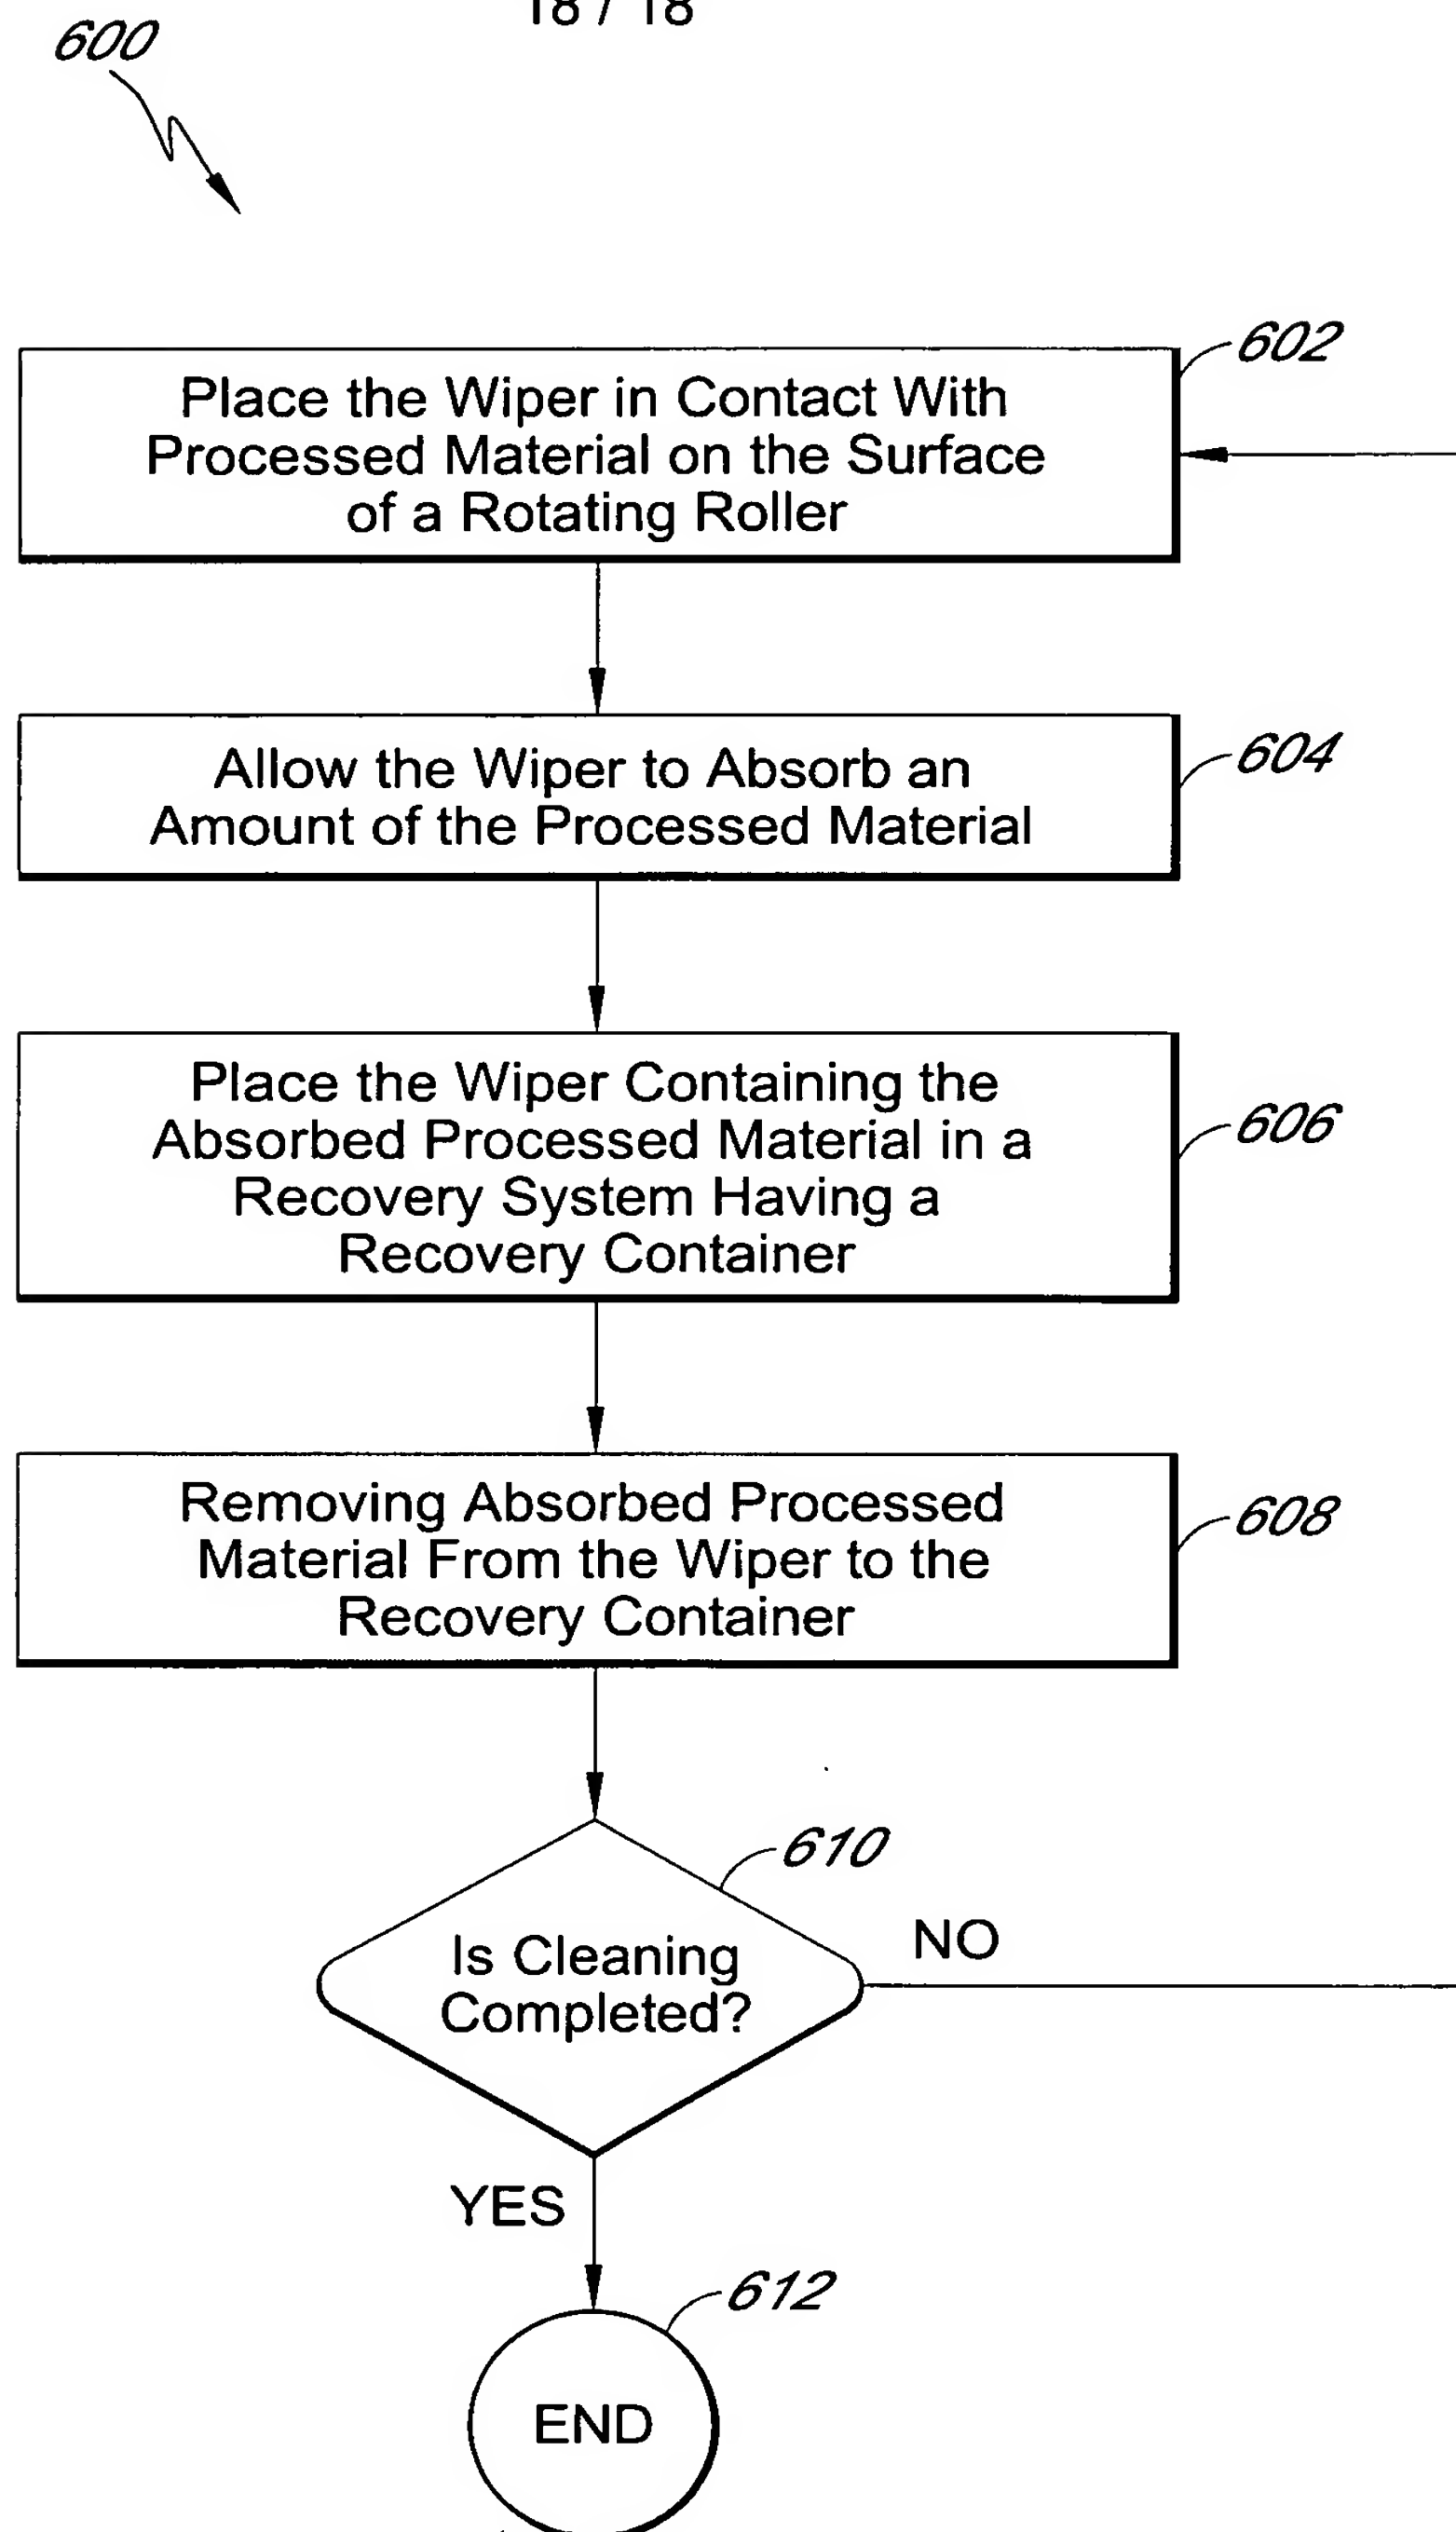 18 / 18
600
602
Place the Wiper in Contact With
Processed Material on the Surface
of a Rotating Roller
604
Allow the Wiper to Absorb an
Amount of the Processed Material
606
Place the Wiper Containing the
Absorbed Processed Material in a
Recovery System Having a
Recovery Container
608
Removing Absorbed Processed
Material From the Wiper to the
Recovery Container
610
Is Cleaning
Completed?
NO
YES
612
END